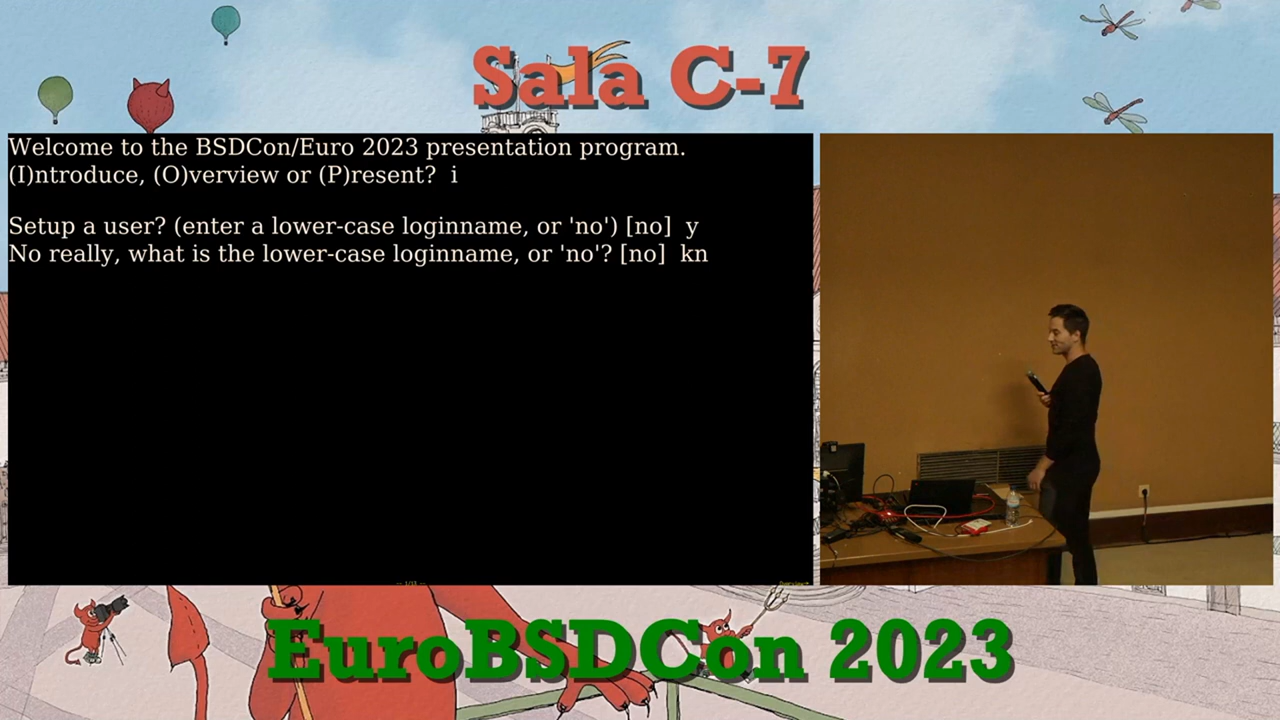 Sala C-7
Welcome to the BSDCon/Euro 2023 presentation program.
(I)ntroduce, (O)verview or (P)resent?  i
Setup a user? (enter a lower-case loginname, or 'no') [no]  y
No really, what is the lower-case loginname, or 'no'? [no]  kn
EuroBSDCon 2023